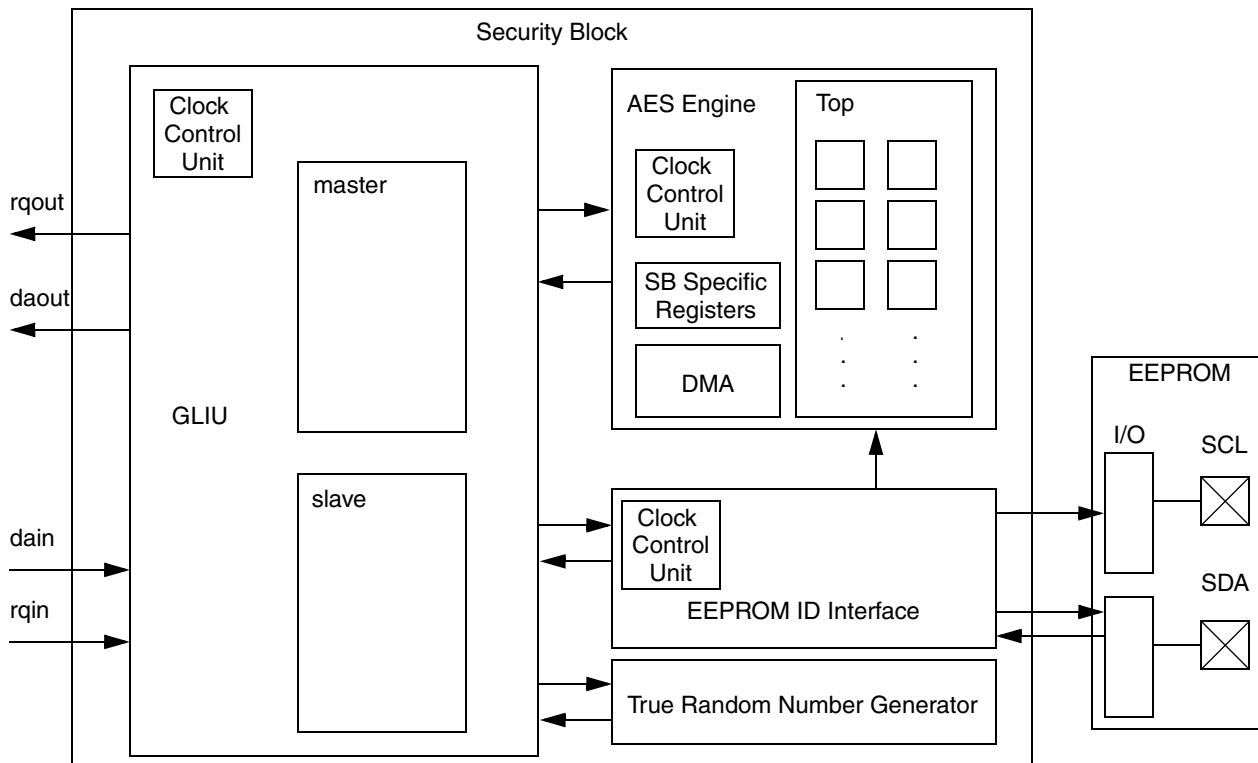 Security Block
Clock
Control
Unit
master
rqout
daout
GLIU
slave
dain
rqin
AES Engine
Clock
Control
Unit
SB Specific
Registers
DMA
Top
Clock
Control
Unit
EEPROM ID Interface
True Random Number Generator
EEPROM
I/O
SCL
SDA